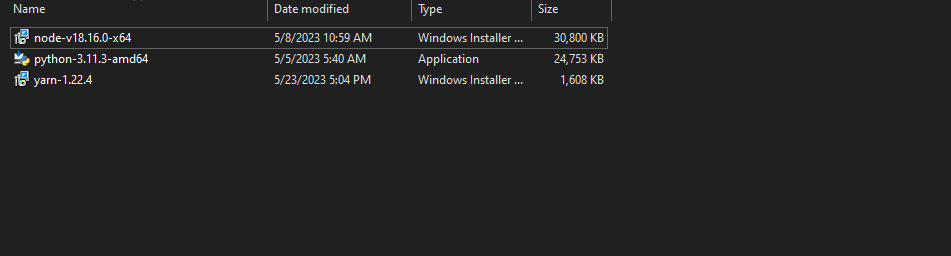 Name Date modified Type Size
node-v18.16.0-x64 5/8/2023 10:59 AM Windows Installer ... 30,800 KB
python-3.11.3-amd64 5/5/2023 5:40 AM Application 24,753 KB
yarn-1.22.4 5/23/2023 5:04 PM Windows Installer ... 1,608 KB